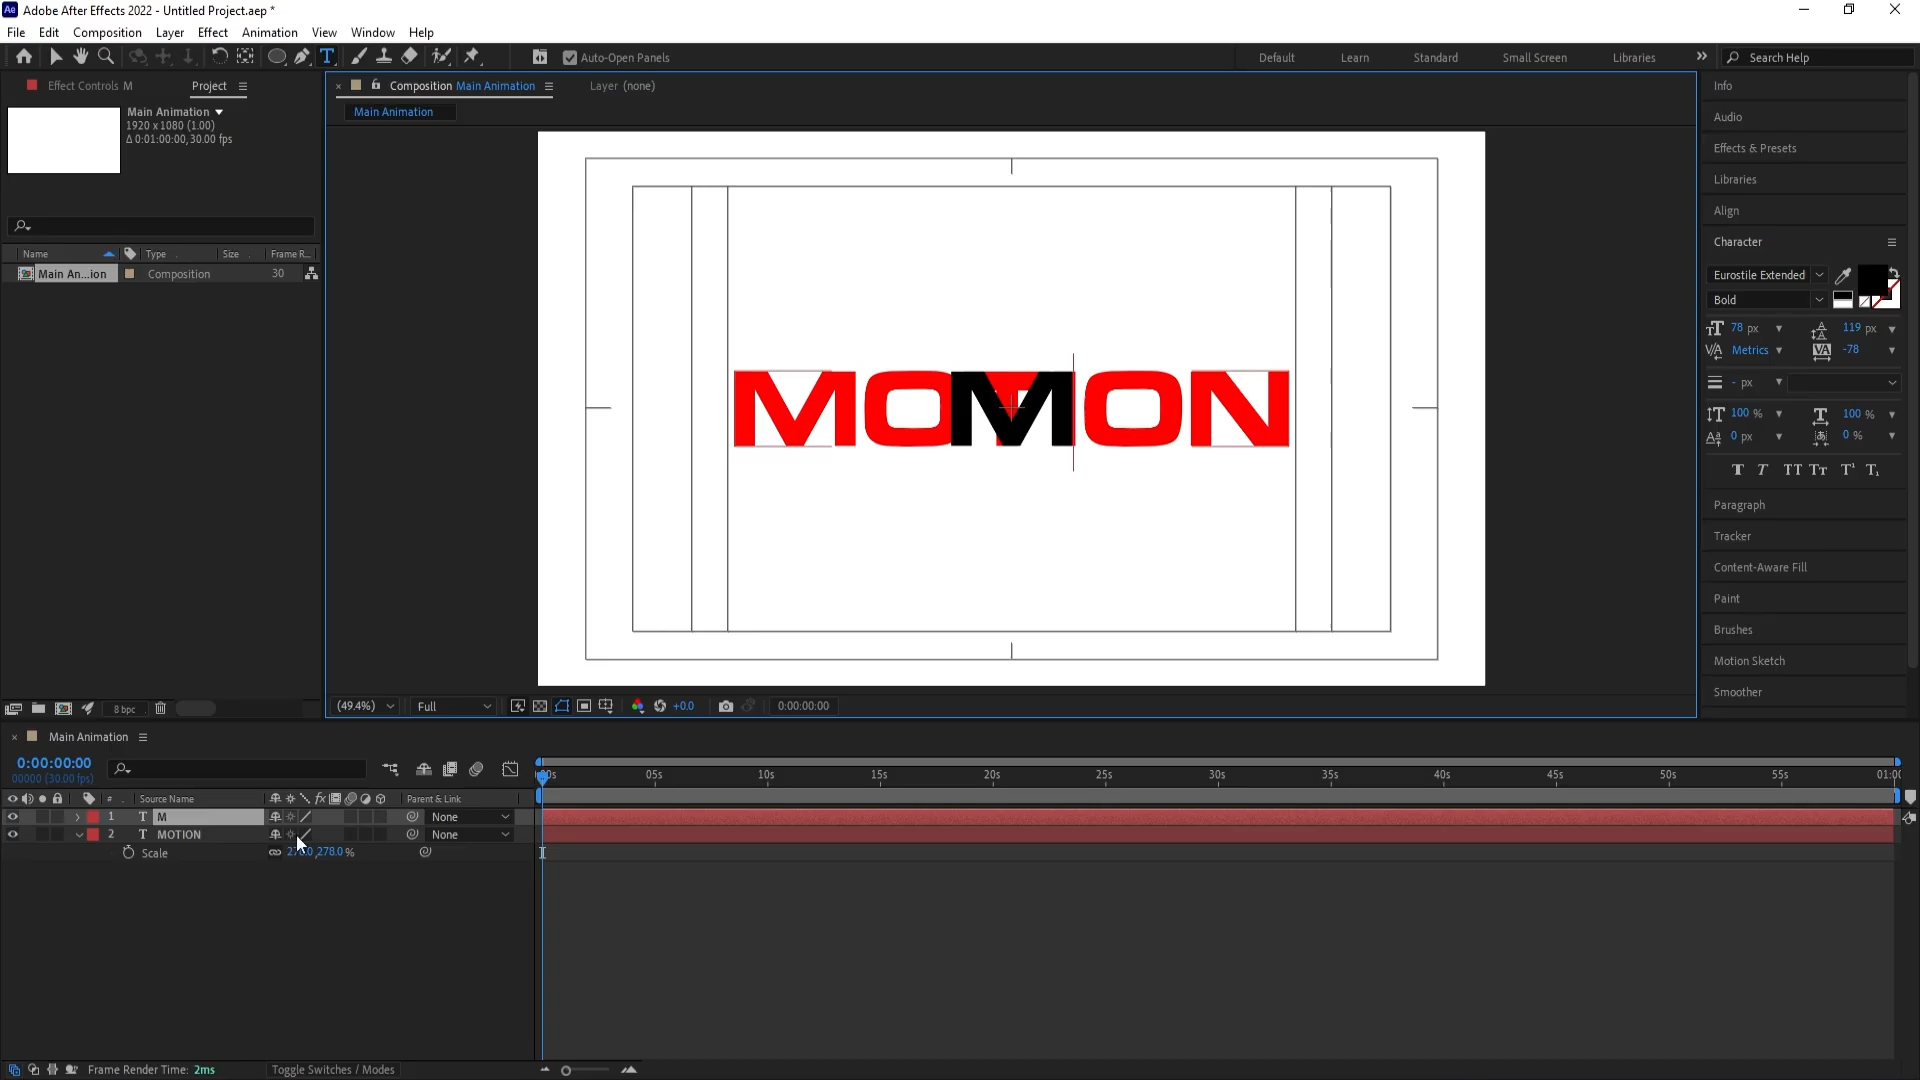 Ae Adobe After Effects 2022 - Untitled Project.aep *
File Edit Composition Layer Effect Animation View Window Help
Auto-Open Panels Default Learn Standard Small Screen Libraries Search Help
Effect Controls M Project
Composition Main Animation Layer (none)
Main Animation
Main Animation
1920 x 1080 (1.00)
Δ 0:01:00:00, 30.00 fps
Name Type Size Frame R...
Main An...ion Composition 30
MO M ON
8 bpc
(49.4%) Full +0.0 0:00:00:00
Info
Audio
Effects & Presets
Libraries
Align
Character
Eurostile Extended
Bold
78 px 119 px
Metrics -78
- px
100 % 100 %
0 px 0 %
Paragraph
Tracker
Content-Aware Fill
Paint
Brushes
Motion Sketch
Smoother
Main Animation
0:00:00:00
00000 (30.00 fps)
05s 10s 15s 20s 25s 30s 35s 40s 45s 50s 55s
# Source Name fx Parent & Link
1 T M None
2 T MOTION None
Scale 278.0 %
Frame Render Time: 2ms Toggle Switches / Modes